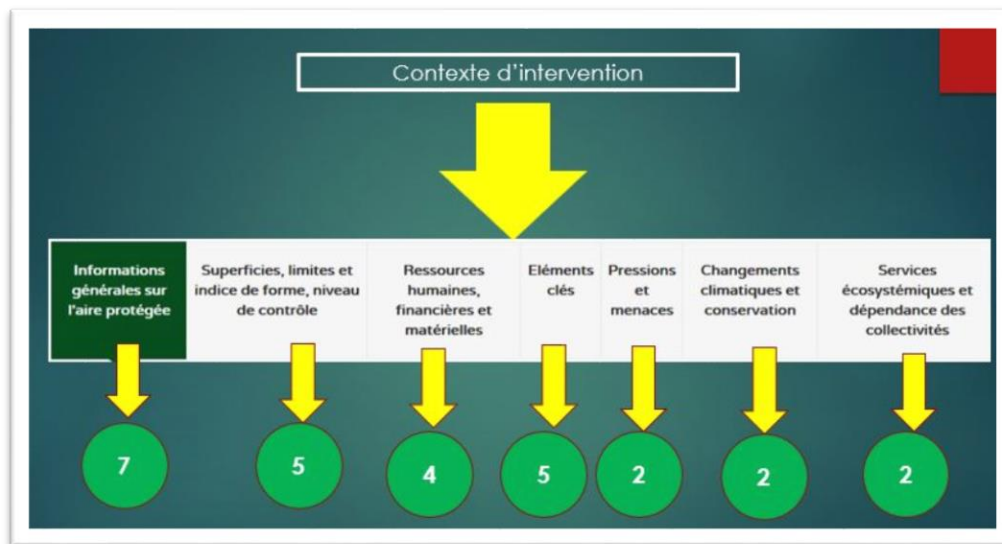 Contexte d'intervention
Informations
générales sur
l'aire protégée
Superficies, limites et
indice de forme, niveau
de contrôle
Ressources
humaines,
financières et
matérielles
Eléments
clés
Pressions
et
menaces
Changements
climatiques et
conservation
Services
écosystémiques et
dépendance des
collectivités
7
5
4
5
2
2
2